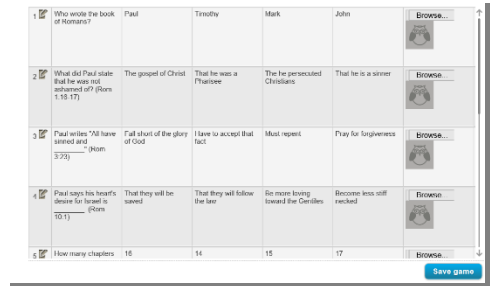 1 Who wrote the book Paul Timothy Mark John Browse...
of Romans?
2 What did Paul state The gospel of Christ That he was a The he persecuted That he is a sinner Browse...
that he was not Pharisee Christians
ashamed of? (Rom
1:16-17)
3 Paul writes "All have Fall short of the glory Have to accept that Must repent Pray for forgiveness Browse...
sinned and of God fact
________" (Rom
3:23)
4 Paul says his heart's That they will be That they will follow Be more loving Become less stiff Browse
desire for Israel is saved the law toward the Gentiles necked
________ (Rom
10:1)
5 How many chapters 16 14 15 17 Browse...
Save game